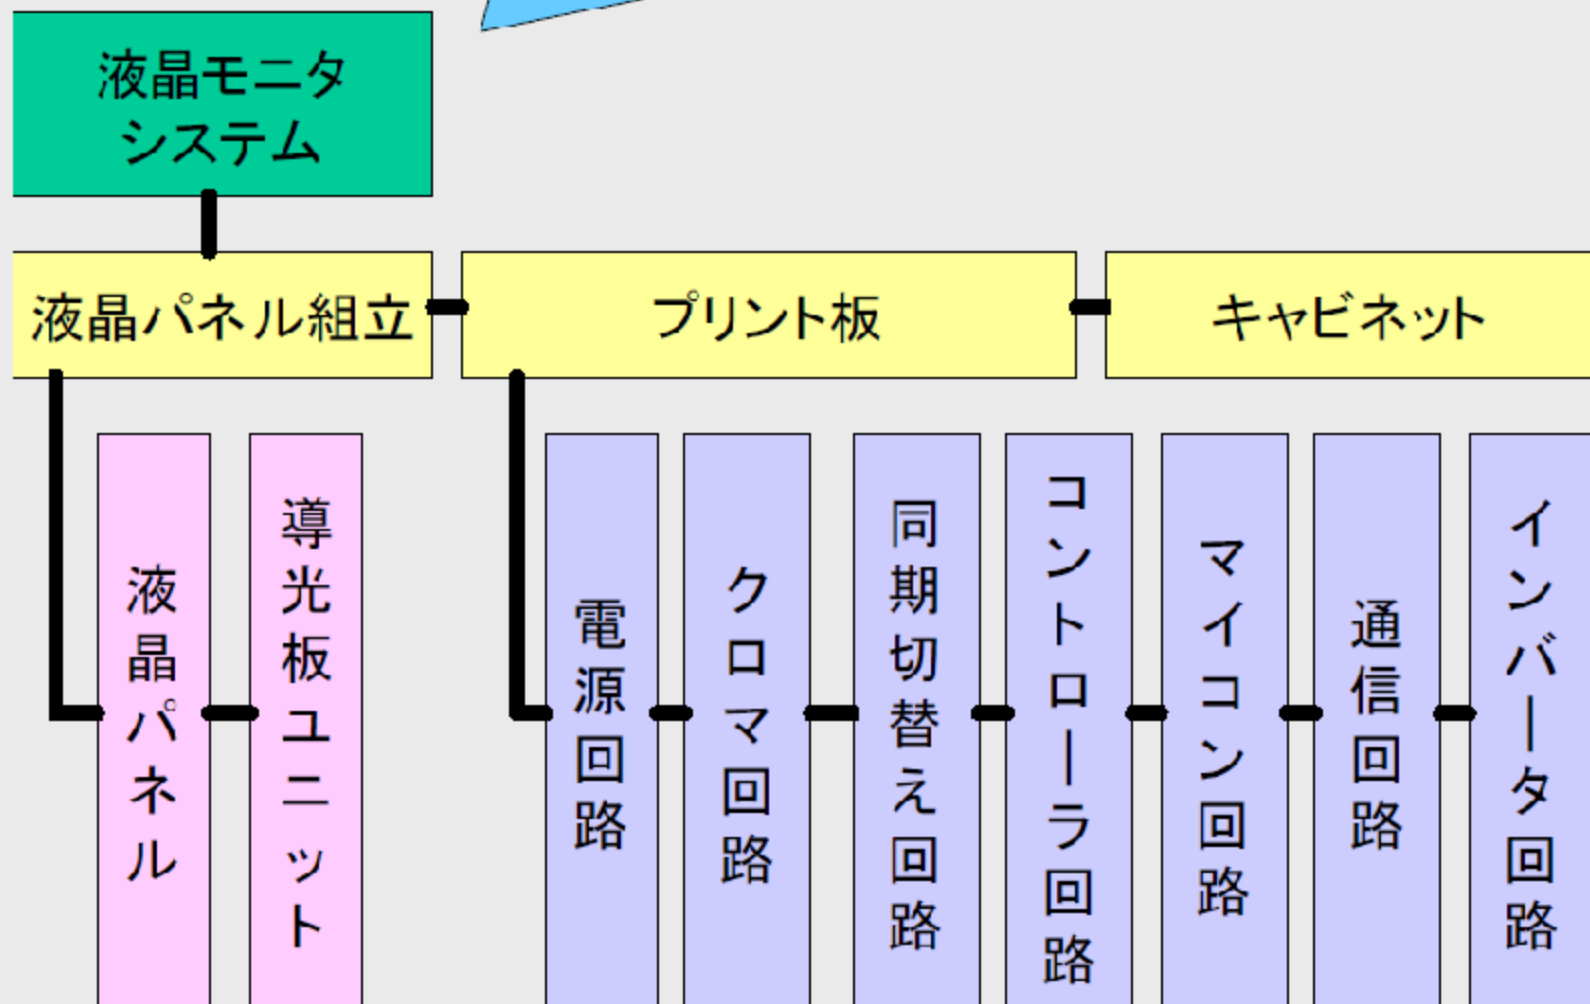 液晶モニタ
システム
液晶パネル組立
プリント板
キャビネット
液晶パネル
導光板ユニット
電源回路
クロマ回路
同期切替え回路
コントローラ回路
マイコン回路
通信回路
インバータ回路